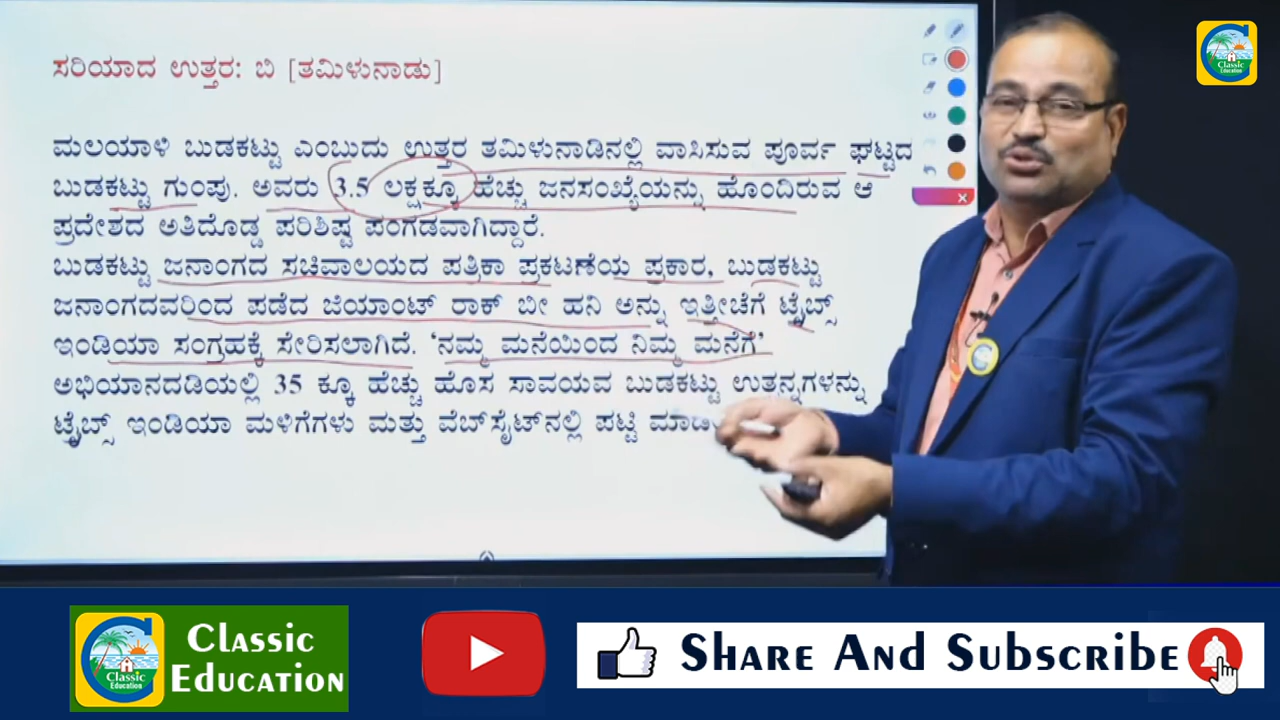 ಸರಿಯಾದ ಉತ್ತರ: ಬಿ [ತಮಿಳುನಾಡು]
ಮಲಯಾಳಿ ಬುಡಕಟ್ಟು ಎಂಬುದು ಉತ್ತರ ತಮಿಳುನಾಡಿನಲ್ಲಿ ವಾಸಿಸುವ ಪೂರ್ವ ಘಟ್ಟದ
ಬುಡಕಟ್ಟು ಗುಂಪು. ಅವರು 3.5 ಲಕ್ಷಕ್ಕೂ ಹೆಚ್ಚು ಜನಸಂಖ್ಯೆಯನ್ನು ಹೊಂದಿರುವ ಆ
ಪ್ರದೇಶದ ಅತಿದೊಡ್ಡ ಪರಿಶಿಷ್ಟ ಪಂಗಡವಾಗಿದ್ದಾರೆ.
ಬುಡಕಟ್ಟು ಜನಾಂಗದ ಸಚಿವಾಲಯದ ಪತ್ರಿಕಾ ಪ್ರಕಟಣೆಯ ಪ್ರಕಾರ, ಬುಡಕಟ್ಟು
ಜನಾಂಗದವರಿಂದ ಪಡೆದ ಜಿಯಾಂಟ್ ರಾಕ್ ಬೀ ಹನಿ ಅನ್ನು ಇತ್ತೀಚೆಗೆ ಟ್ರೈಬ್ಸ್
ಇಂಡಿಯಾ ಸಂಗ್ರಹಕ್ಕೆ ಸೇರಿಸಲಾಗಿದೆ. ‘ನಮ್ಮ ಮನೆಯಿಂದ ನಿಮ್ಮ ಮನೆಗೆ’
ಅಭಿಯಾನದಡಿಯಲ್ಲಿ 35 ಕ್ಕೂ ಹೆಚ್ಚು ಹೊಸ ಸಾವಯವ ಬುಡಕಟ್ಟು ಉತನ್ನಗಳನ್ನು
ಟ್ರೈಬ್ಸ್ ಇಂಡಿಯಾ ಮಳಿಗೆಗಳು ಮತ್ತು ವೆಬ್‌ಸೈಟ್‌ನಲ್ಲಿ ಪಟ್ಟಿ
Classic
Education
Classic
Education
Classic
Education
Share And Subscribe